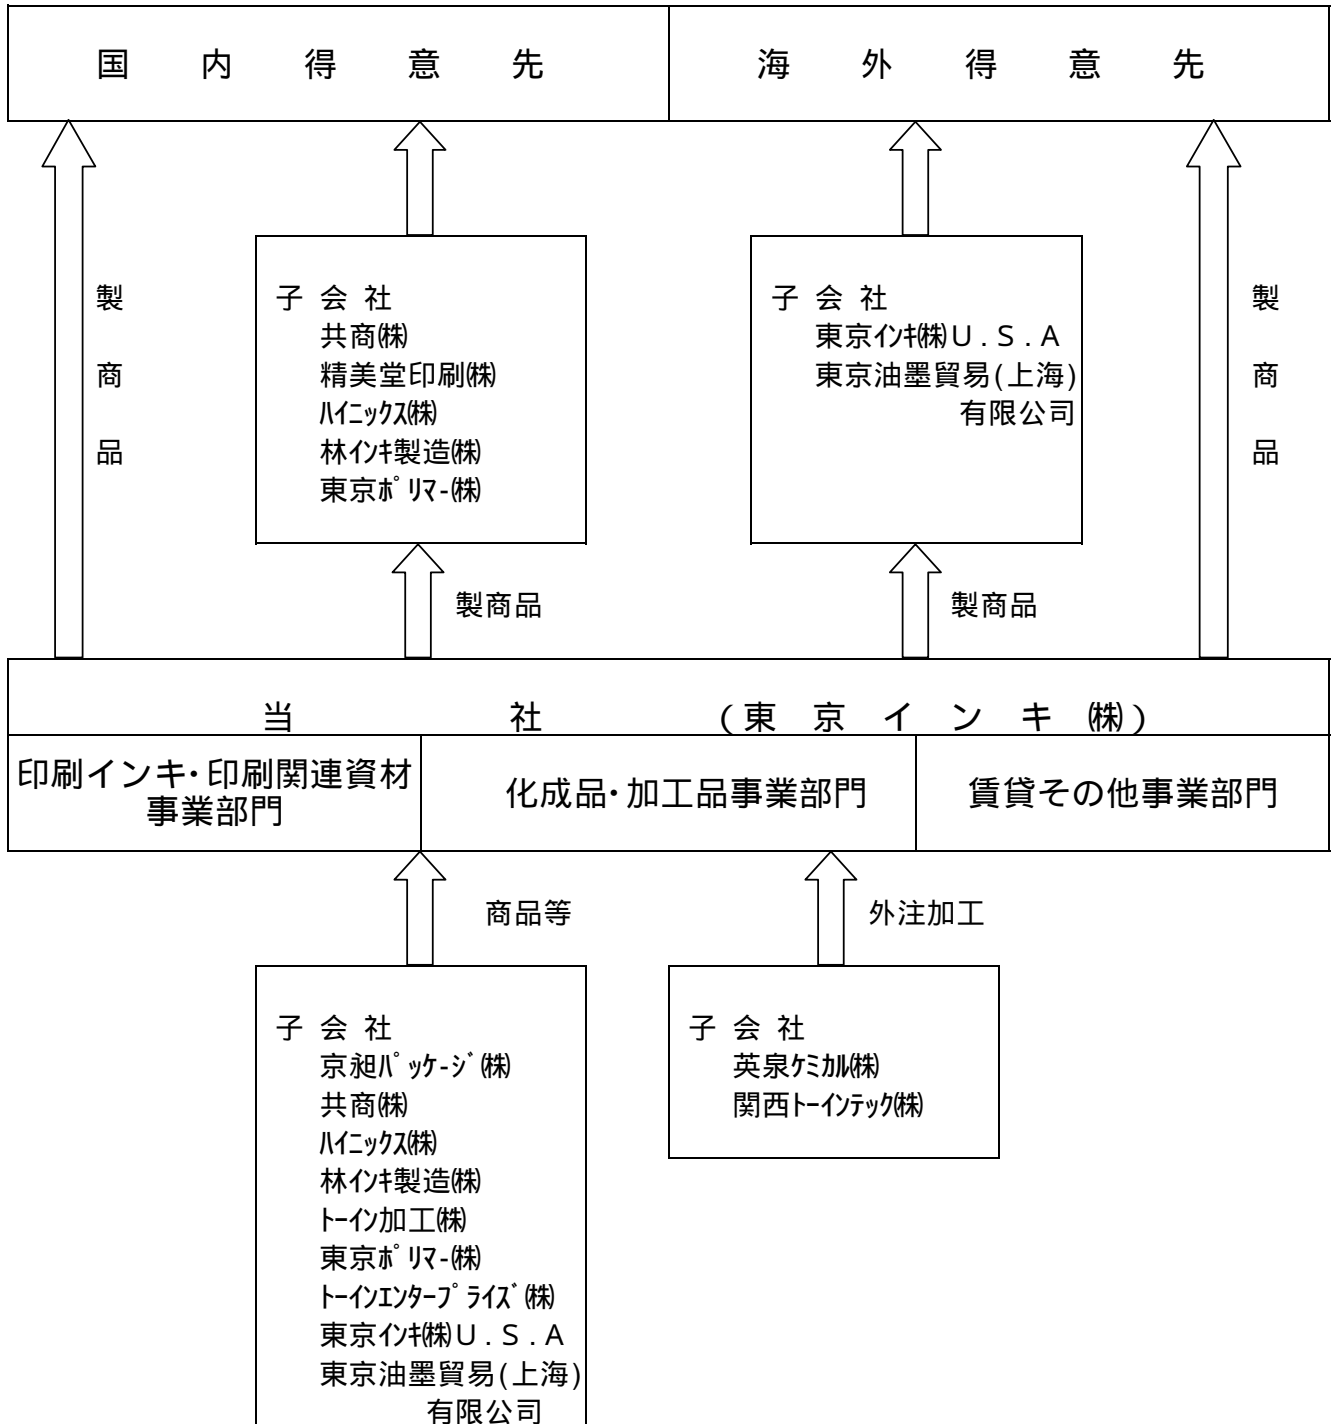 国内得意先
海外得意先
製商品
子会社
共商㈱
精美堂印刷㈱
ﾊｲﾆｯｸｽ㈱
林ｲﾝｷ製造㈱
東京ﾎﾟﾘﾏｰ㈱
子会社
東京ｲﾝｷ㈱U.S.A
東京油墨貿易(上海)
有限公司
製商品
製商品
製商品
当社(東京インキ㈱)
印刷インキ・印刷関連資材
事業部門
化成品・加工品事業部門
賃貸その他事業部門
商品等
外注加工
子会社
京昶ﾊﾟｯｹｰｼﾞ㈱
共商㈱
ﾊｲﾆｯｸｽ㈱
林ｲﾝｷ製造㈱
ﾄｰｲﾝ加工㈱
東京ﾎﾟﾘﾏｰ㈱
ﾄｰｲﾝｴﾝﾀｰﾌﾟﾗｲｽﾞ㈱
東京ｲﾝｷ㈱U.S.A
東京油墨貿易(上海)
有限公司
子会社
英泉ｹﾐｶﾙ㈱
関西ﾄｰｲﾝﾃｯｸ㈱